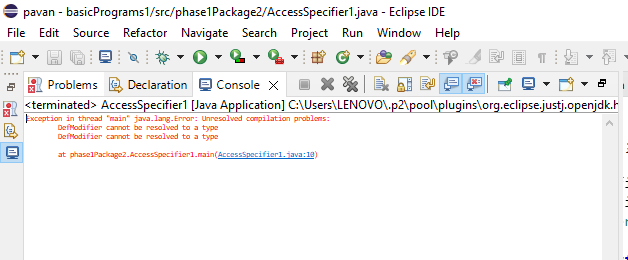 pavan - basicPrograms1/src/phase1Package2/AccessSpecifier1.java - Eclipse IDE
File Edit Source Refactor Navigate Search Project Run Window Help
Problems Declaration Console
<terminated> AccessSpecifier1 [Java Application] C:\Users\LENOVO\.p2\pool\plugins\org.eclipse.justj.openjdk.h
Exception in thread "main" java.lang.Error: Unresolved compilation problems:
DefModifier cannot be resolved to a type
DefModifier cannot be resolved to a type
at phase1Package2.AccessSpecifier1.main(AccessSpecifier1.java:10)